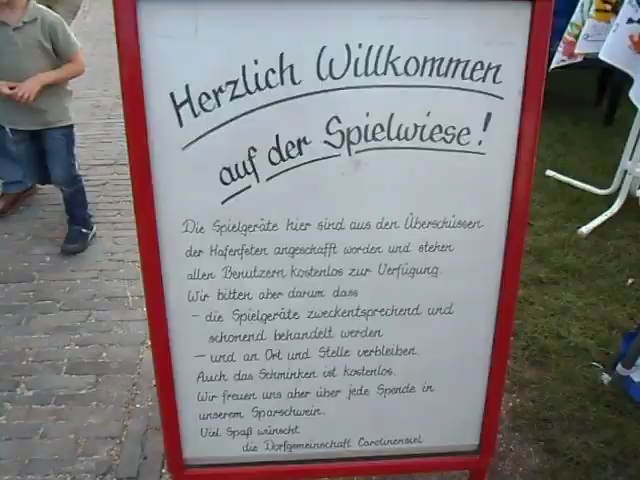 Herzlich Willkommen
auf der Spielwiese!
Die Spielgeräte hier sind aus den Überschüssen
der Hafenfeten angeschafft worden und stehen
allen Benutzern kostenlos zur Verfügung.
Wir bitten aber darum dass
- die Spielgeräte zweckentsprechend und
schonend behandelt werden
- und an Ort und Stelle verbleiben.
Auch das Schminken ist kostenlos.
Wir freuen uns aber über jede Spende in
unserem Sparschwein.
Viel Spaß wünscht
die Dorfgemeinschaft Carolinensiel